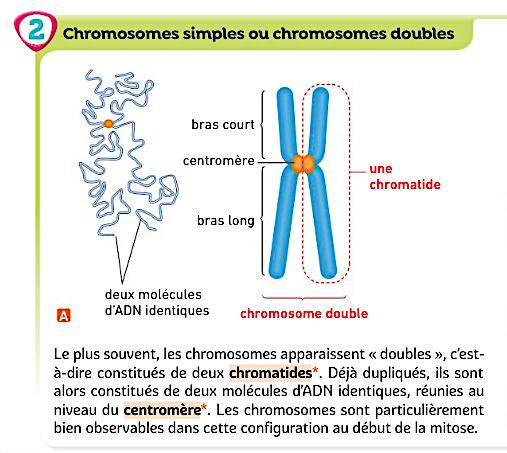 2 Chromosomes simples ou chromosomes doubles
bras court
centromère
une
chromatide
bras long
deux molécules
d'ADN identiques
A
chromosome double
Le plus souvent, les chromosomes apparaissent « doubles », c'est-
à-dire constitués de deux chromatides*. Déjà dupliqués, ils sont
alors constitués de deux molécules d'ADN identiques, réunies au
niveau du centromère*. Les chromosomes sont particulièrement
bien observables dans cette configuration au début de la mitose.